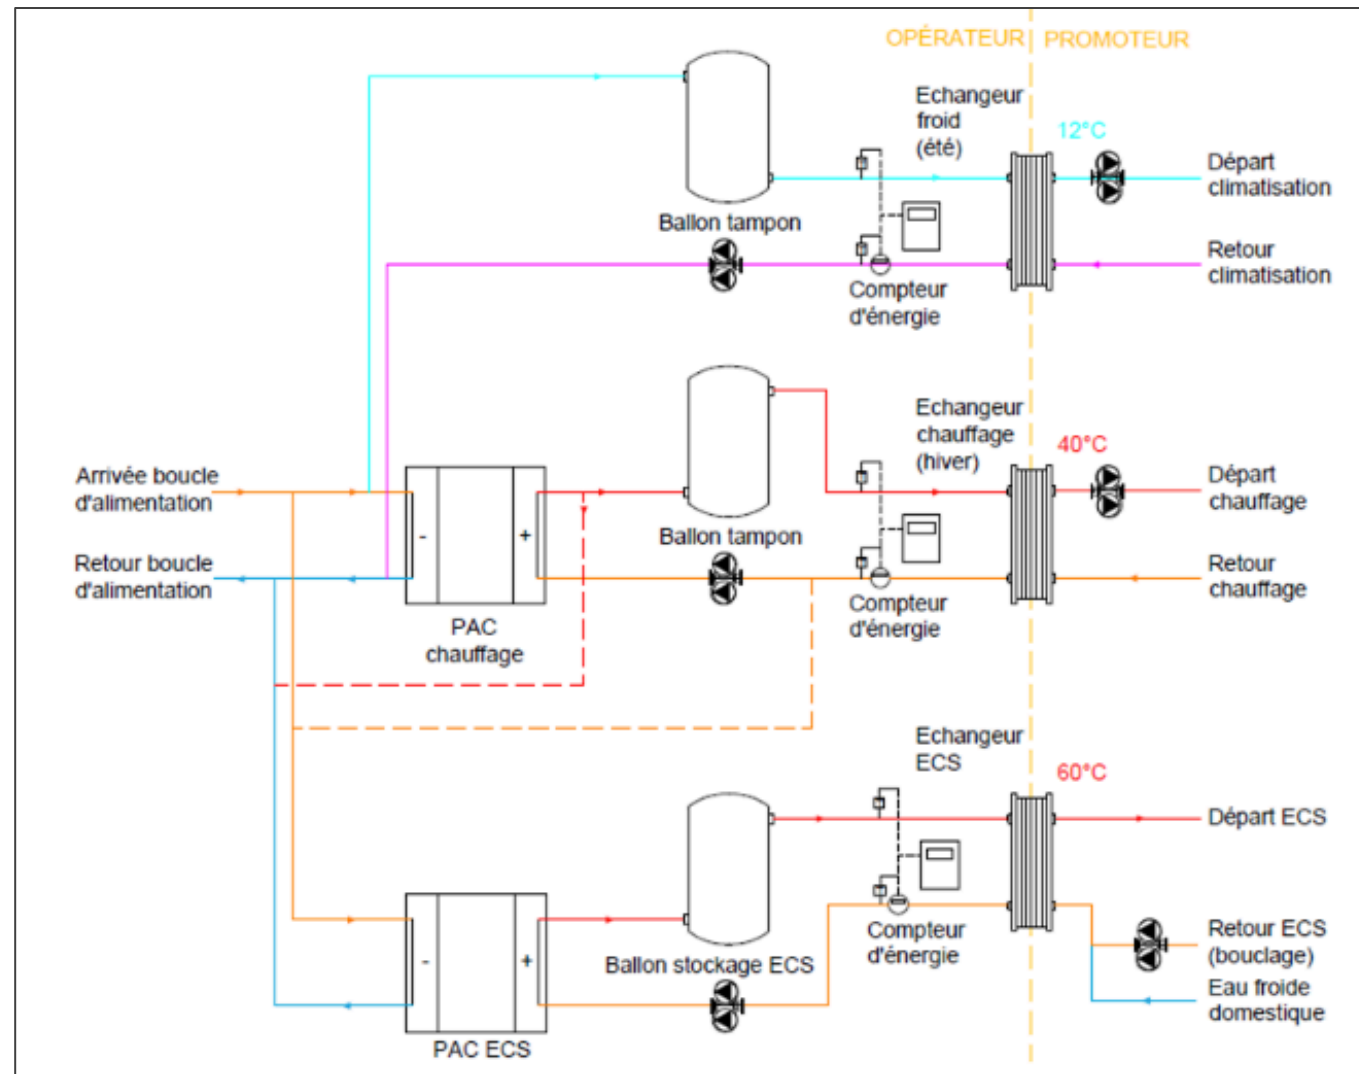 OPÉRATEUR
PROMOTEUR
Echangeur
froid
(été)
12°C
Départ
climatisation
Ballon tampon
Retour
climatisation
Compteur
d'énergie
Echangeur
chauffage
(hiver)
40°C
Départ
chauffage
Arrivée boucle
d'alimentation
- +
Ballon tampon
Retour boucle
d'alimentation
Retour
chauffage
Compteur
d'énergie
PAC
chauffage
Echangeur
ECS
60°C
Départ ECS
Compteur
d'énergie
Retour ECS
(bouclage)
- +
Ballon stockage ECS
Eau froide
domestique
PAC ECS